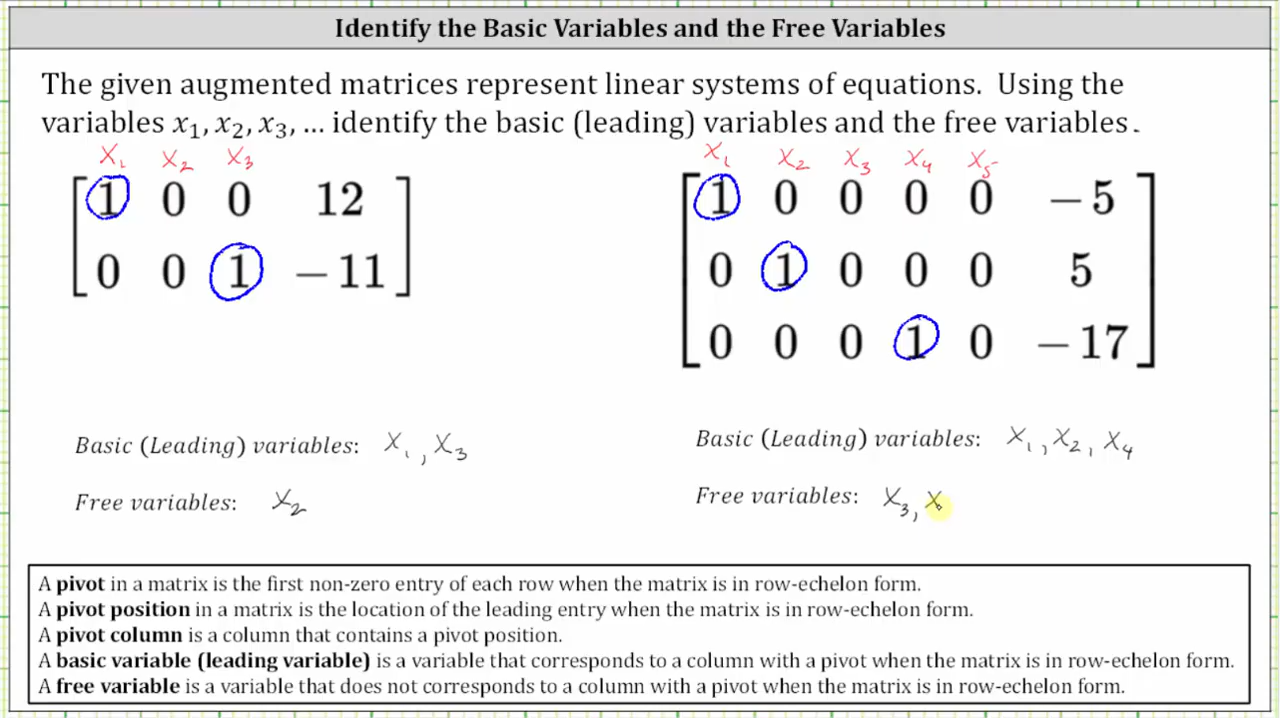 Identify the Basic Variables and the Free Variables
The given augmented matrices represent linear systems of equations. Using the
variables x₁, x₂, x₃, ... identify the basic (leading) variables and the free variables.
X₁ X₂ X₃
1 0 0 12
0 0 1 −11
X₁ X₂ X₃ X₄ X₅
1 0 0 0 0 −5
0 1 0 0 0 5
0 0 0 1 0 −17
Basic (Leading) variables: X₁, X₃
Free variables: X₂
Basic (Leading) variables: X₁, X₂, X₄
Free variables: X₃, X
A pivot in a matrix is the first non-zero entry of each row when the matrix is in row-echelon form.
A pivot position in a matrix is the location of the leading entry when the matrix is in row-echelon form.
A pivot column is a column that contains a pivot position.
A basic variable (leading variable) is a variable that corresponds to a column with a pivot when the matrix is in row-echelon form.
A free variable is a variable that does not corresponds to a column with a pivot when the matrix is in row-echelon form.